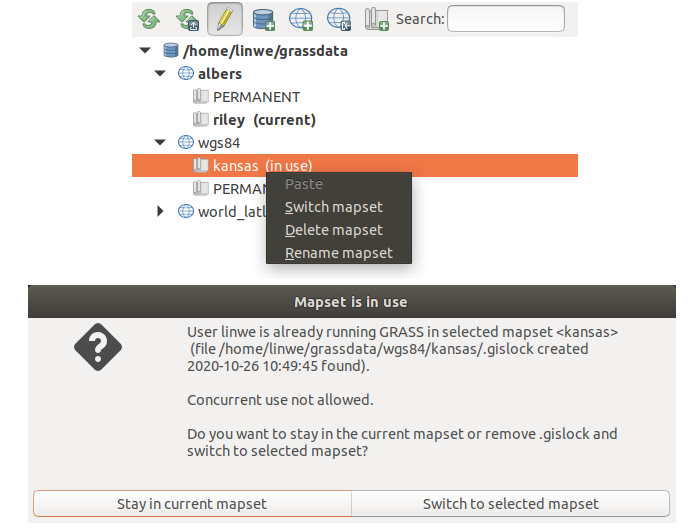 Search:
/home/linwe/grassdata
albers
PERMANENT
riley (current)
wgs84
kansas (in use)
Paste
PERMAN
Switch mapset
world_latl
Delete mapset
Rename mapset
Mapset is in use
User linwe is already running GRASS in selected mapset <kansas>
(file /home/linwe/grassdata/wgs84/kansas/.gislock created
2020-10-26 10:49:45 found).
Concurrent use not allowed.
Do you want to stay in the current mapset or remove .gislock and
switch to selected mapset?
Stay in current mapset
Switch to selected mapset